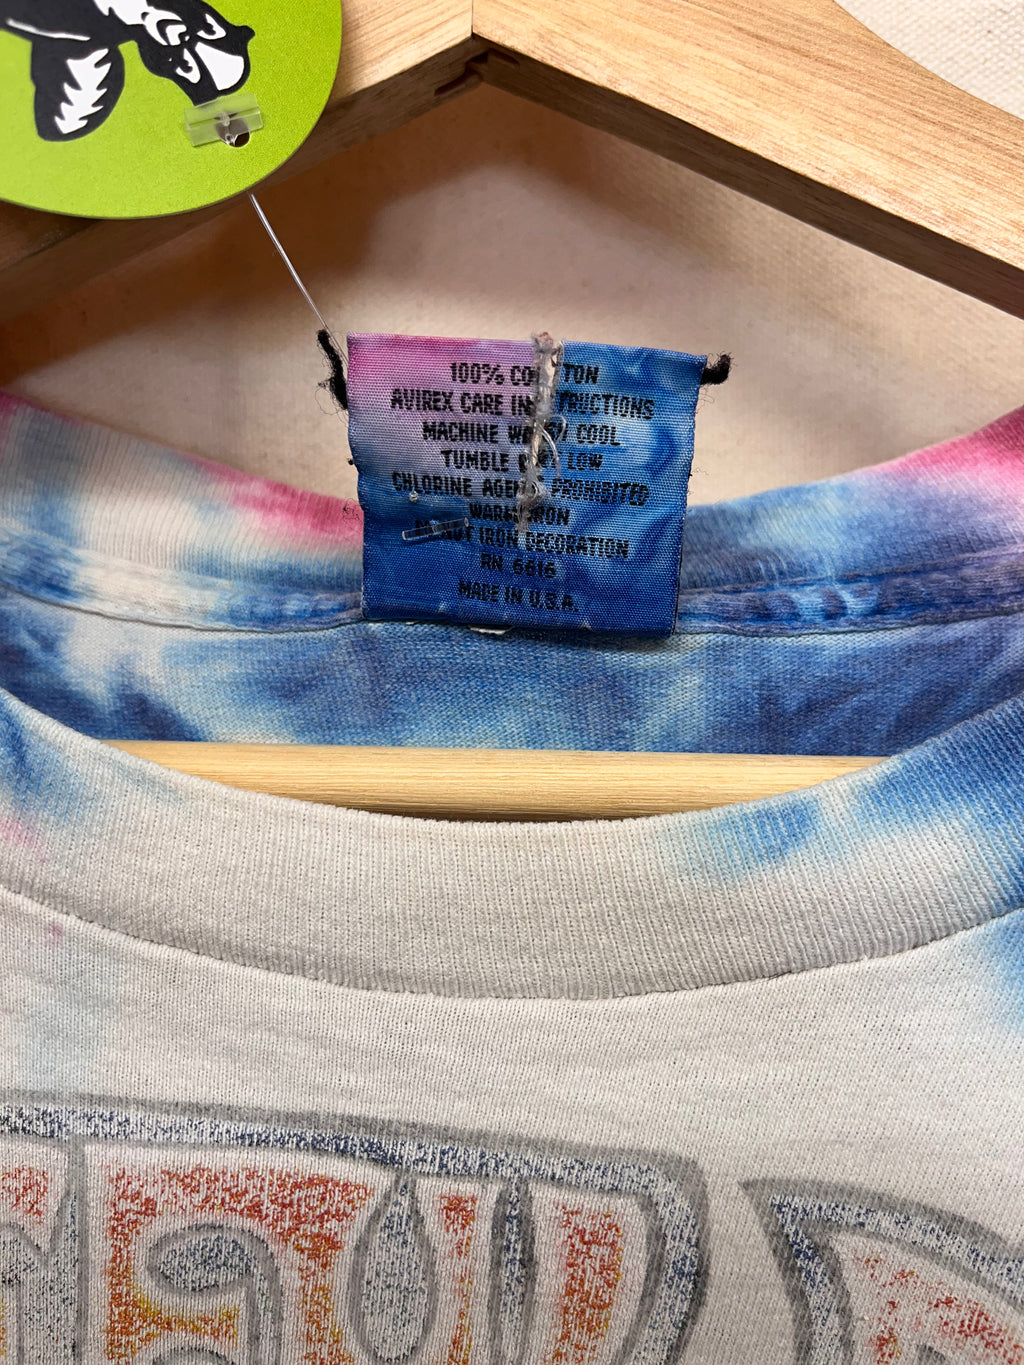 100% COTTON
AVIREX CARE INSTRUCTIONS
MACHINE WASH COOL
TUMBLE DRY LOW
CHLORINE AGENT PROHIBITED
WARM IRON
DO NOT IRON DECORATION
RN 6616
MADE IN U.S.A.